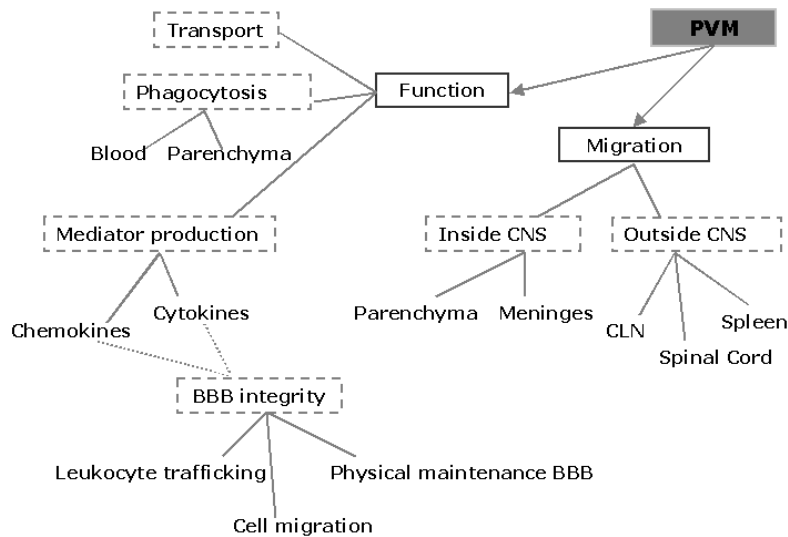 PVM
Transport
Function
Phagocytosis
Blood
Parenchyma
Migration
Mediator production
Inside CNS
Outside CNS
Chemokines
Cytokines
Parenchyma
Meninges
CLN
Spleen
Spinal Cord
BBB integrity
Leukocyte trafficking
Physical maintenance BBB
Cell migration